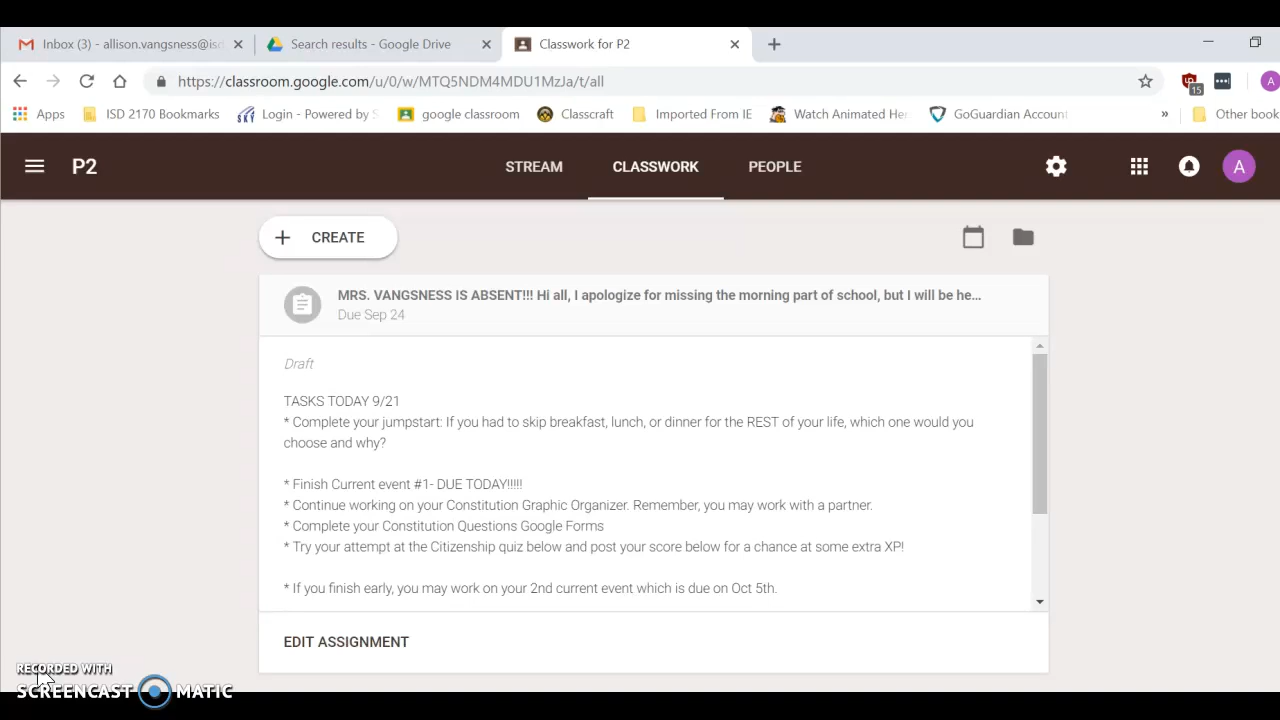 Inbox (3) - allison.vangsness@isd
Search results - Google Drive
Classwork for P2
https://classroom.google.com/u/0/w/MTQ5NDM4MDU1MzJa/t/all
15
A
Apps
ISD 2170 Bookmarks
Login - Powered by S
google classroom
Classcraft
Imported From IE
Watch Animated Her
GoGuardian Account
»
Other book
P2
STREAM
CLASSWORK
PEOPLE
A
+ CREATE
MRS. VANGSNESS IS ABSENT!!! Hi all, I apologize for missing the morning part of school, but I will be he…
Due Sep 24
Draft
TASKS TODAY 9/21
* Complete your jumpstart: If you had to skip breakfast, lunch, or dinner for the REST of your life, which one would you
choose and why?
* Finish Current event #1- DUE TODAY!!!!!
* Continue working on your Constitution Graphic Organizer. Remember, you may work with a partner.
* Complete your Constitution Questions Google Forms
* Try your attempt at the Citizenship quiz below and post your score below for a chance at some extra XP!
* If you finish early, you may work on your 2nd current event which is due on Oct 5th.
EDIT ASSIGNMENT
RECORDED WITH
SCREENCAST MATIC